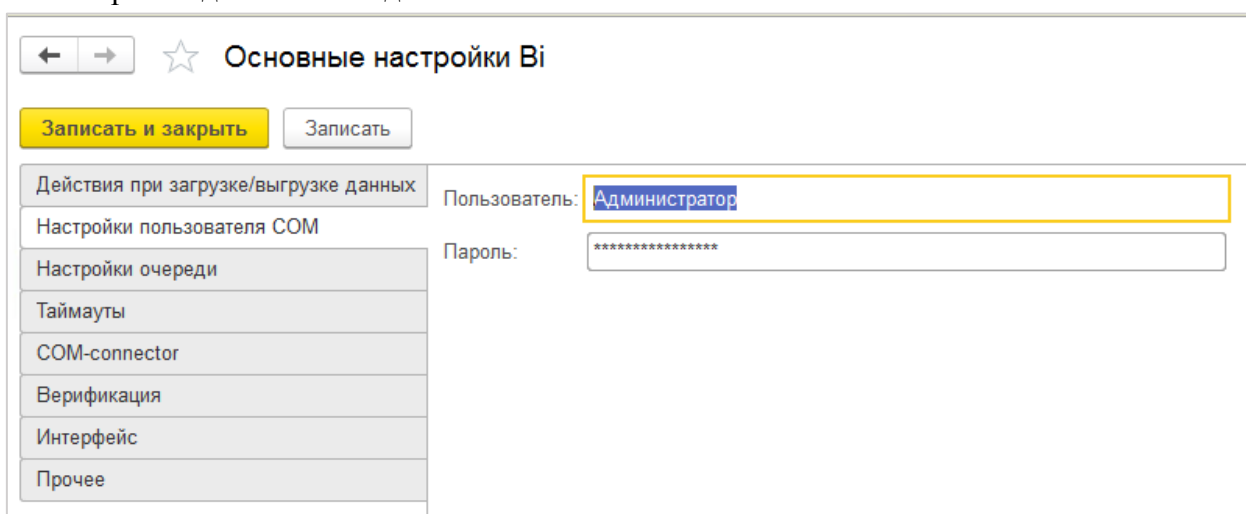 Основные настройки Bi
Записать и закрыть Записать
Действия при загрузке/выгрузке данных
Настройки пользователя COM
Настройки очереди
Таймауты
COM-connector
Верификация
Интерфейс
Прочее
Пользователь: Администратор
Пароль: ****************